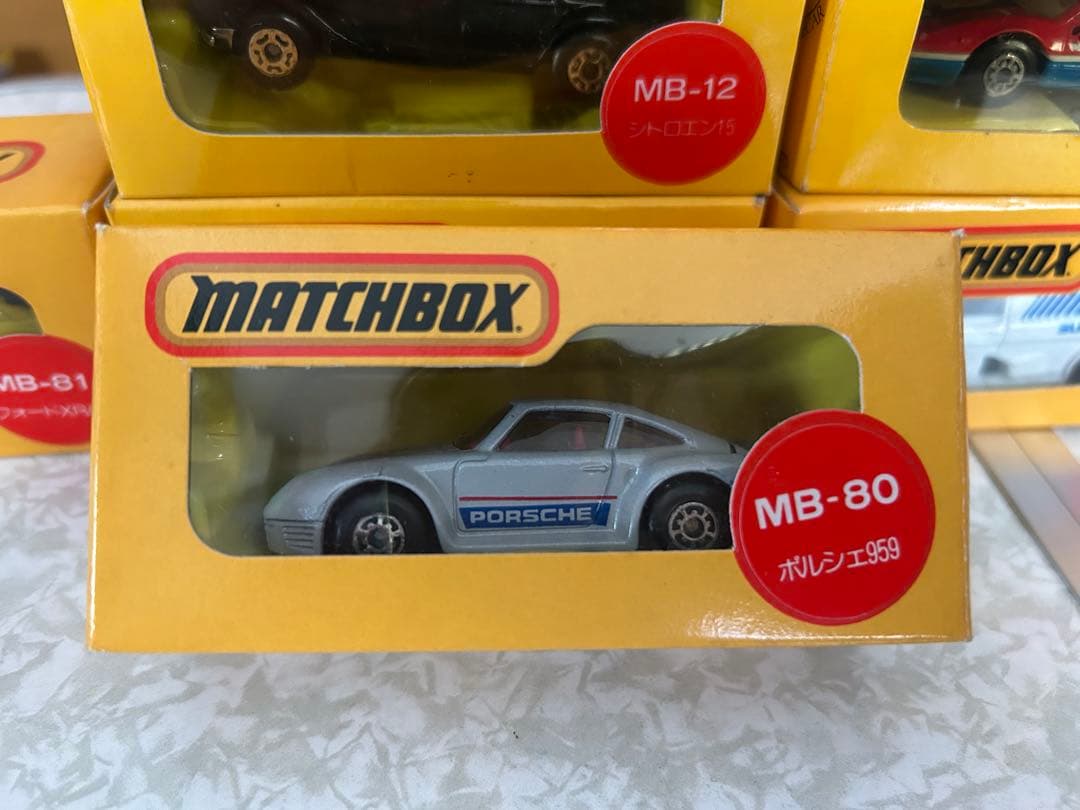 MB-12
シトロエン15
MATCHBOX
MB-80
ポルシェ959
PORSCHE
MB-81
フォードXR
THBOX